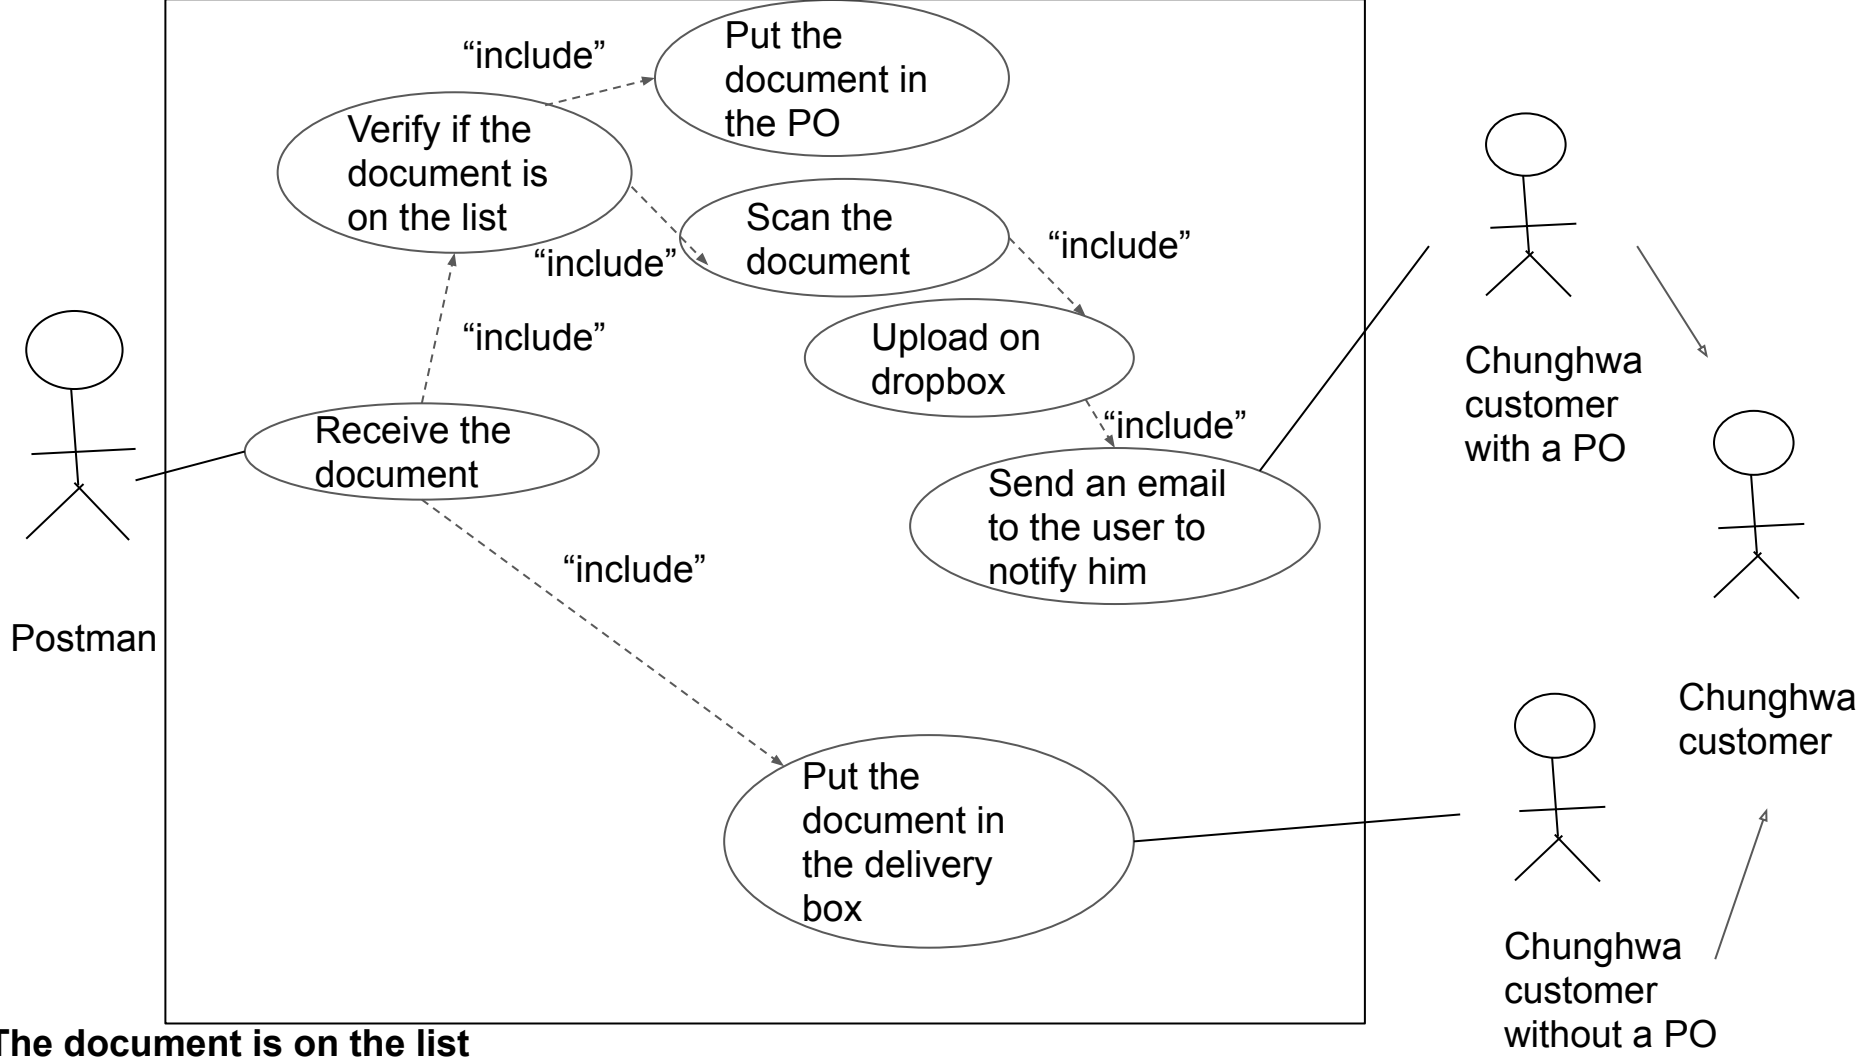 “include”
Put the
document in
the PO
Verify if the
document is
on the list
Scan the
document
“include”
“include”
“include”
Upload on
dropbox
Chunghwa
customer
with a PO
Receive the
document
“include”
Send an email
to the user to
notify him
“include”
Postman
Chunghwa
customer
Put the
document in
the delivery
box
Chunghwa
customer
without a PO
The document is on the list